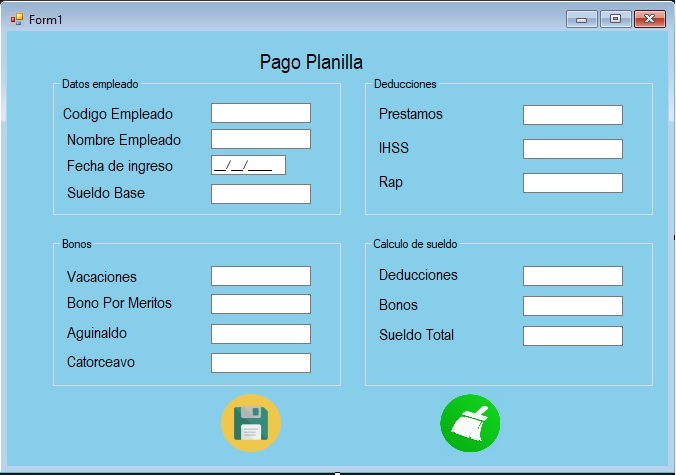 Form1
Pago Planilla
Datos empleado
Codigo Empleado
Nombre Empleado
Fecha de ingreso __/__/____
Sueldo Base
Deducciones
Prestamos
IHSS
Rap
Bonos
Vacaciones
Bono Por Meritos
Aguinaldo
Catorceavo
Calculo de sueldo
Deducciones
Bonos
Sueldo Total